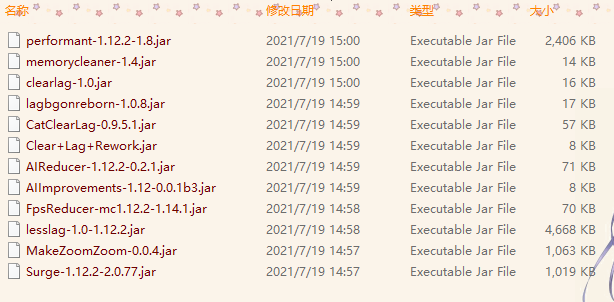 名称 修改日期 类型 大小
performant-1.12.2-1.8.jar 2021/7/19 15:00 Executable Jar File 2,406 KB
memorycleaner-1.4.jar 2021/7/19 15:00 Executable Jar File 14 KB
clearlag-1.0.jar 2021/7/19 15:00 Executable Jar File 16 KB
lagbgonreborn-1.0.8.jar 2021/7/19 14:59 Executable Jar File 17 KB
CatClearLag-0.9.5.1.jar 2021/7/19 14:59 Executable Jar File 57 KB
Clear+Lag+Rework.jar 2021/7/19 14:59 Executable Jar File 8 KB
AIReducer-1.12.2-0.2.1.jar 2021/7/19 14:59 Executable Jar File 71 KB
AIImprovements-1.12-0.0.1b3.jar 2021/7/19 14:59 Executable Jar File 8 KB
FpsReducer-mc1.12.2-1.14.1.jar 2021/7/19 14:58 Executable Jar File 70 KB
lesslag-1.0-1.12.2.jar 2021/7/19 14:58 Executable Jar File 4,668 KB
MakeZoomZoom-0.0.4.jar 2021/7/19 14:57 Executable Jar File 1,063 KB
Surge-1.12.2-2.0.77.jar 2021/7/19 14:57 Executable Jar File 1,019 KB